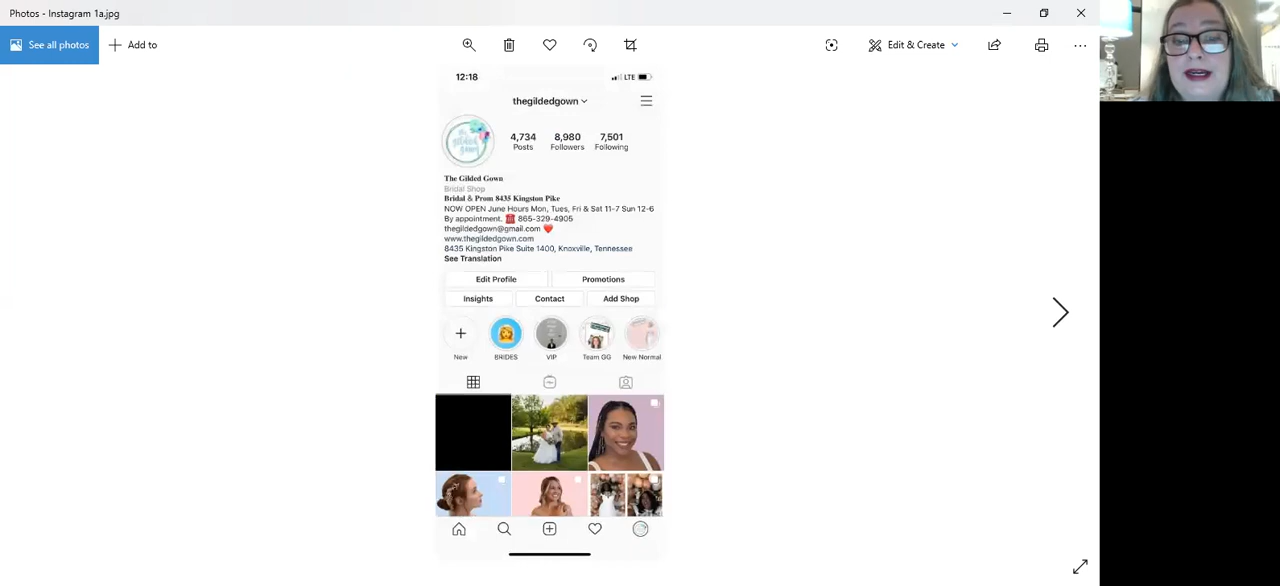 Photos - Instagram 1a.jpg
See all photos
Add to
Edit & Create
12:18
LTE
thegildedgown
the gilded gown
4,734 8,980 7,501
Posts Followers Following
The Gilded Gown
Bridal Shop
Bridal & Prom 8435 Kingston Pike
NOW OPEN June Hours Mon, Tues, Fri & Sat 11-7 Sun 12-6
By appointment. ☎️ 865-329-4905
thegildedgown@gmail.com ❤️
www.thegildedgown.com
8435 Kingston Pike Suite 1400, Knoxville, Tennessee
See Translation
Edit Profile Promotions
Insights Contact Add Shop
New BRIDES VIP Team GG New Normal